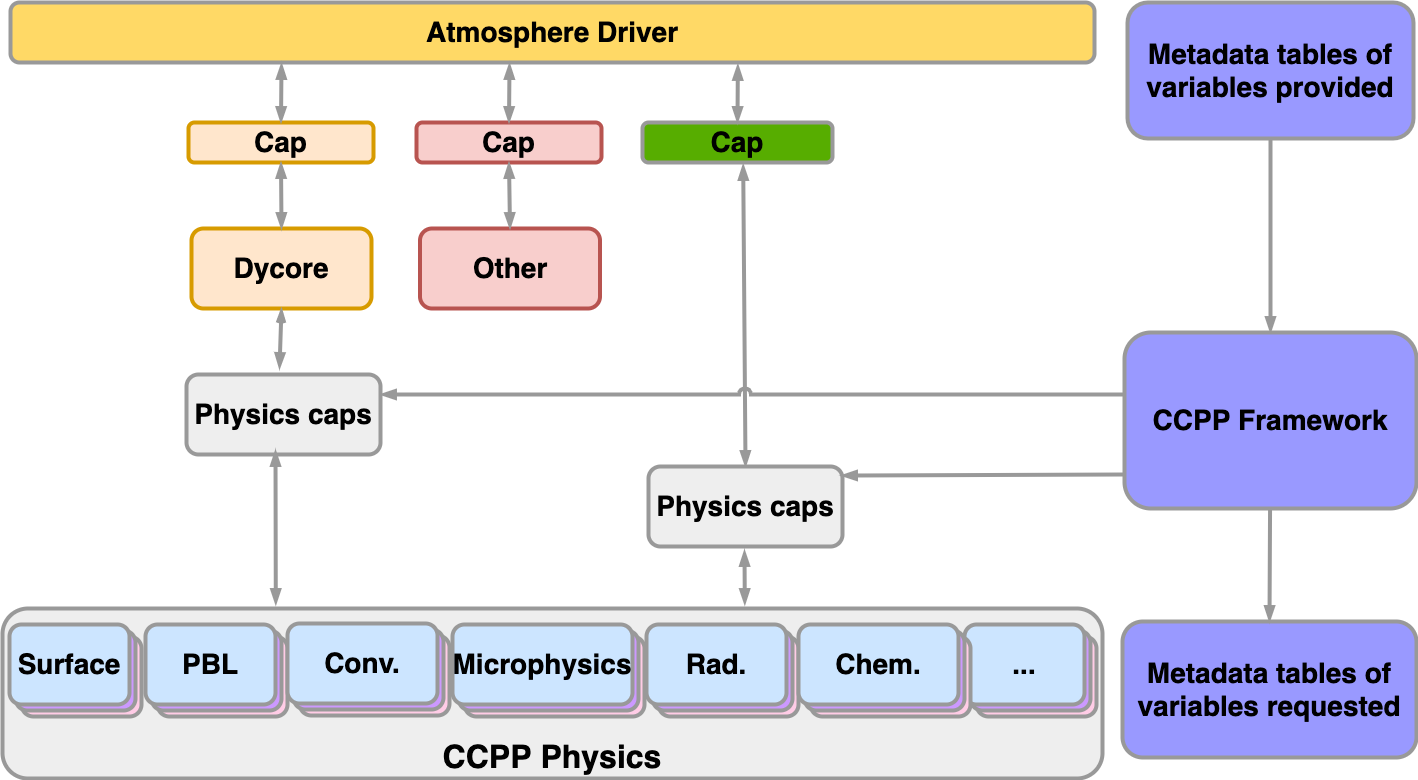 Atmosphere Driver
Metadata tables of
variables provided
Cap
Cap
Cap
Dycore
Other
Physics caps
CCPP Framework
Physics caps
Surface
PBL
Conv.
Microphysics
Rad.
Chem.
...
Metadata tables of
variables requested
CCPP Physics